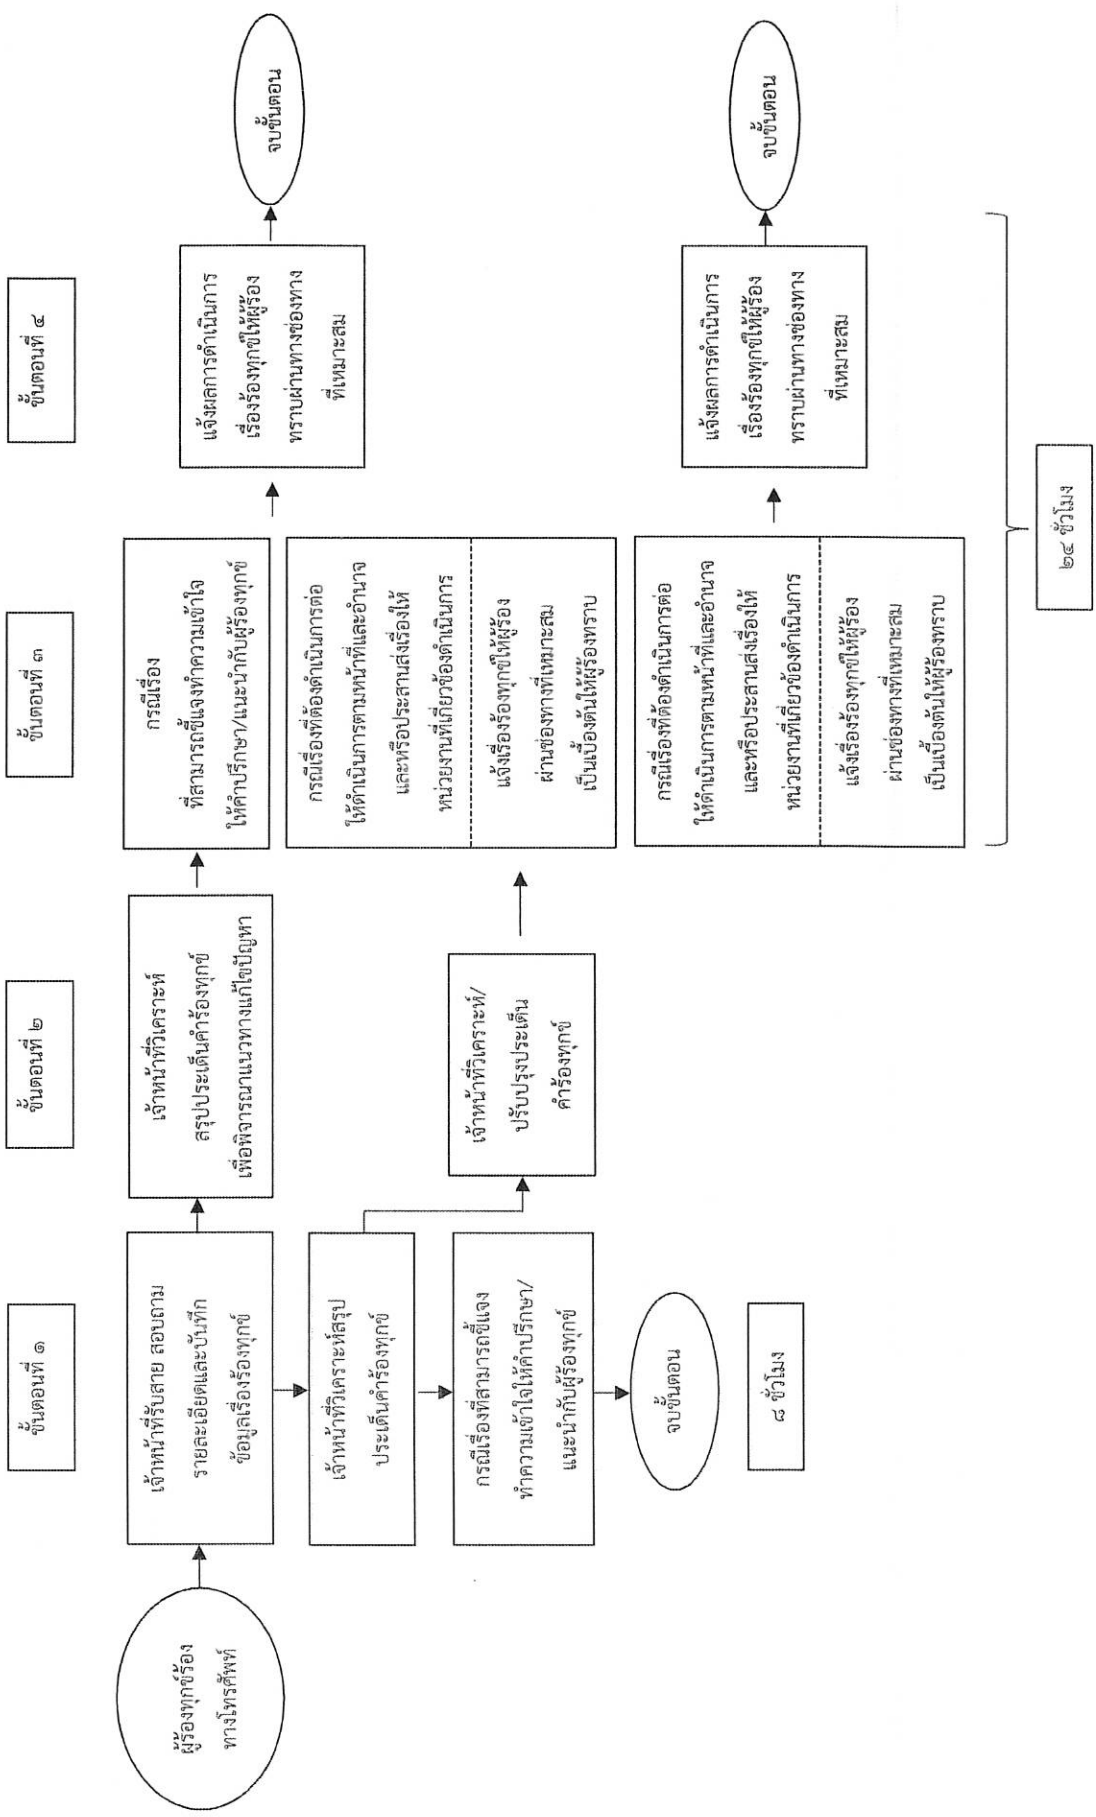 ขั้นตอนที่ ๑
ขั้นตอนที่ ๒
ขั้นตอนที่ ๓
ขั้นตอนที่ ๔
ผู้ร้องทุกข์ร้อง
ทางโทรศัพท์
เจ้าหน้าที่รับสาย สอบถาม
รายละเอียดและบันทึก
ข้อมูลเรื่องร้องทุกข์
เจ้าหน้าที่วิเคราะห์สรุป
ประเด็นคำร้องทุกข์
กรณีเรื่องที่สามารถชี้แจง
ทำความเข้าใจให้คำปรึกษา/
แนะนำกับผู้ร้องทุกข์
จบขั้นตอน
๘ ชั่วโมง
เจ้าหน้าที่วิเคราะห์
สรุปประเด็นคำร้องทุกข์
เพื่อพิจารณาแนวทางแก้ไขปัญหา
เจ้าหน้าที่วิเคราะห์/
ปรับปรุงประเด็น
คำร้องทุกข์
กรณีเรื่อง
ที่สามารถชี้แจงทำความเข้าใจ
ให้คำปรึกษา/แนะนำกับผู้ร้องทุกข์
กรณีเรื่องที่ต้องดำเนินการต่อ
ให้ดำเนินการตามหน้าที่และอำนาจ
และหรือประสานส่งเรื่องให้
หน่วยงานที่เกี่ยวข้องดำเนินการ
แจ้งเรื่องร้องทุกข์ให้ผู้ร้อง
ผ่านช่องทางที่เหมาะสม
เป็นเบื้องต้นให้ผู้ร้องทราบ
กรณีเรื่องที่ต้องดำเนินการต่อ
ให้ดำเนินการตามหน้าที่และอำนาจ
และหรือประสานส่งเรื่องให้
หน่วยงานที่เกี่ยวข้องดำเนินการ
แจ้งเรื่องร้องทุกข์ให้ผู้ร้อง
ผ่านช่องทางที่เหมาะสม
เป็นเบื้องต้นให้ผู้ร้องทราบ
แจ้งผลการดำเนินการ
เรื่องร้องทุกข์ให้ผู้ร้อง
ทราบผ่านทางช่องทาง
ที่เหมาะสม
จบขั้นตอน
แจ้งผลการดำเนินการ
เรื่องร้องทุกข์ให้ผู้ร้อง
ทราบผ่านทางช่องทาง
ที่เหมาะสม
จบขั้นตอน
๒๔ ชั่วโมง